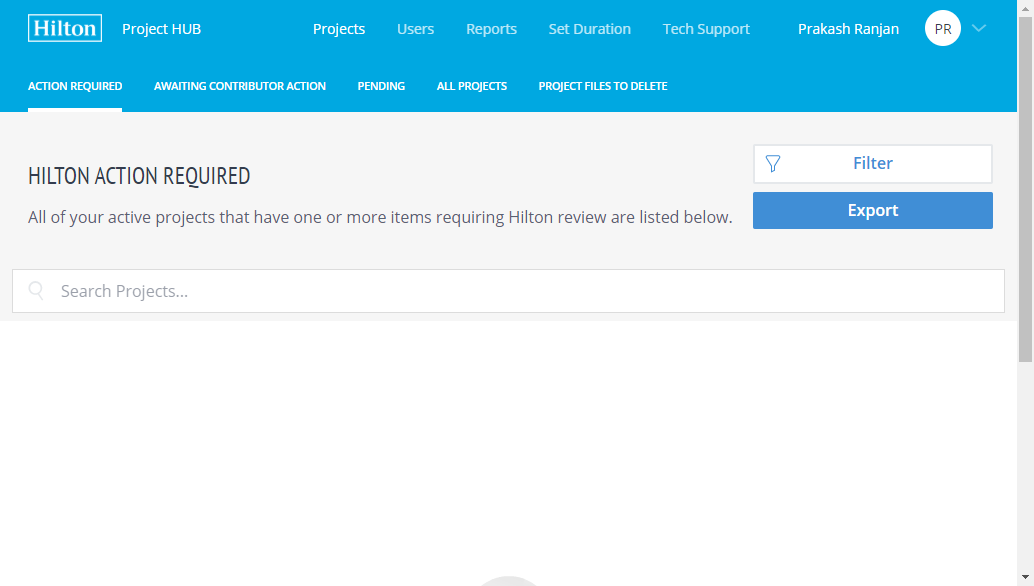 Hilton Project HUB Projects Users Reports Set Duration Tech Support Prakash Ranjan PR
ACTION REQUIRED AWAITING CONTRIBUTOR ACTION PENDING ALL PROJECTS PROJECT FILES TO DELETE
HILTON ACTION REQUIRED
All of your active projects that have one or more items requiring Hilton review are listed below.
Filter
Export
Search Projects...